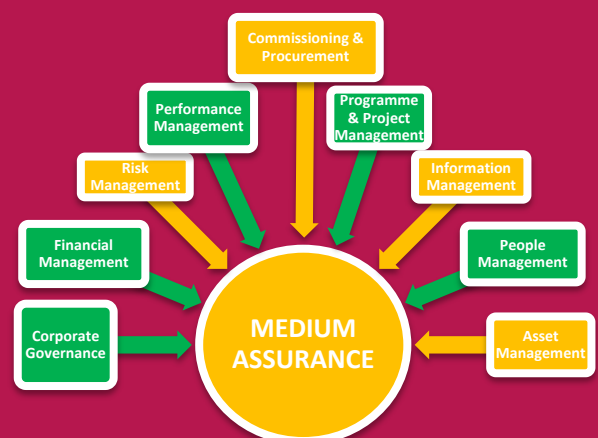 Commissioning &
Procurement
Performance
Management
Programme
& Project
Management
Risk
Management
Information
Management
Financial
Management
People
Management
Corporate
Governance
MEDIUM
ASSURANCE
Asset
Management